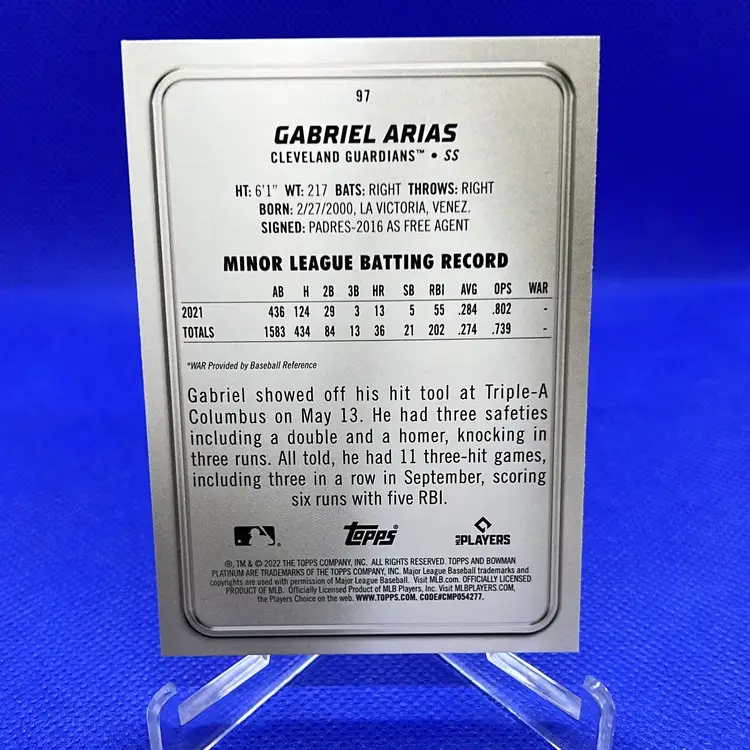 97
GABRIEL ARIAS
CLEVELAND GUARDIANS™ • SS
HT: 6'1" WT: 217 BATS: RIGHT THROWS: RIGHT
BORN: 2/27/2000, LA VICTORIA, VENEZ.
SIGNED: PADRES-2016 AS FREE AGENT
MINOR LEAGUE BATTING RECORD
AB H 2B 3B HR SB RBI AVG OPS WAR
2021 436 124 29 3 13 5 55 .284 .802 -
TOTALS 1583 434 84 13 36 21 202 .274 .739 -
*WAR Provided by Baseball Reference
Gabriel showed off his hit tool at Triple-A
Columbus on May 13. He had three safeties
including a double and a homer, knocking in
three runs. All told, he had 11 three-hit games,
including three in a row in September, scoring
six runs with five RBI.
Topps® MLB PLAYERS
®, TM & © 2022 THE TOPPS COMPANY, INC. ALL RIGHTS RESERVED. TOPPS AND BOWMAN
PLATINUM ARE TRADEMARKS OF THE TOPPS COMPANY, INC. Major League Baseball trademarks and
copyrights are used with permission of Major League Baseball. Visit MLB.com. OFFICIALLY LICENSED
PRODUCT OF MLB. Officially Licensed Product of MLB Players, Inc. Visit MLBPLAYERS.COM,
the Players Choice on the web. WWW.TOPPS.COM. CODE#CMP054277.